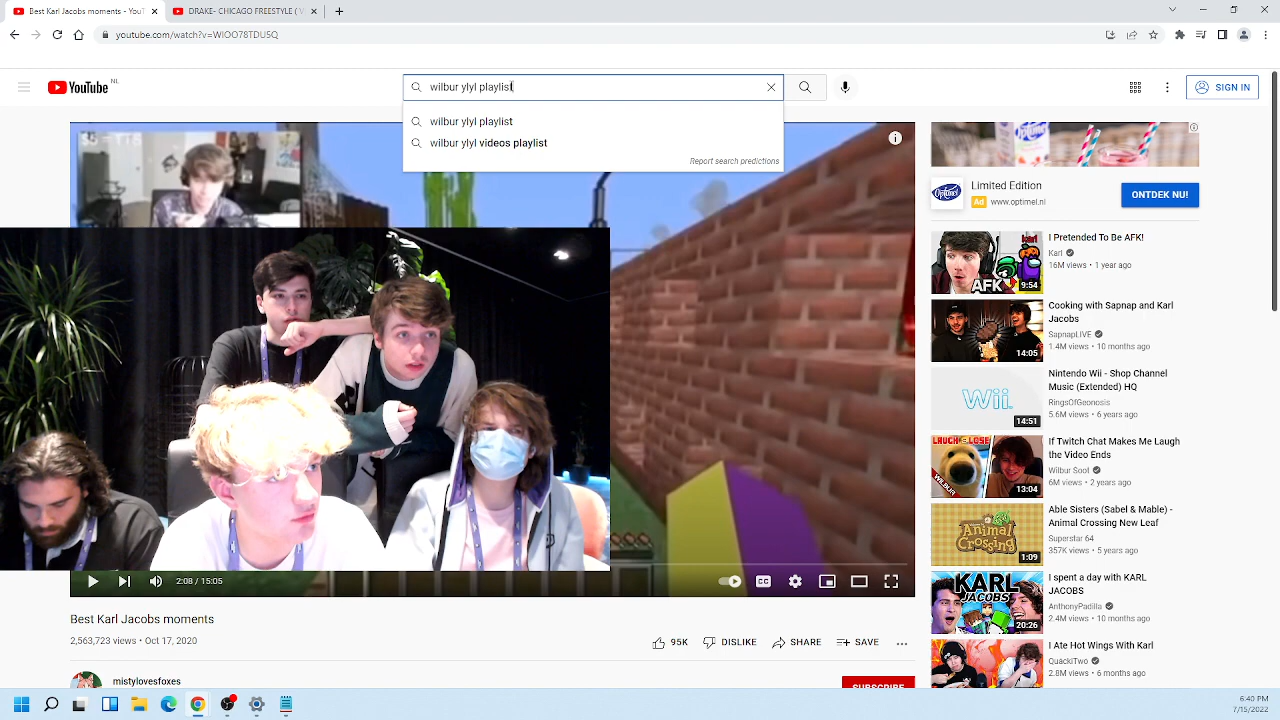 Best Karl Jacobs moments - YouT
DRAKE- CHICAGO FREESTYLE ( V
youtube.com/watch?v=WIOO78TDUSQ
YouTube
NL
wilbur ylyl playlist
SIGN IN
wilbur ylyl playlist
wilbur ylyl videos playlist
Report search predictions
Limited Edition
Ad www.optimel.nl
ONTDEK NU!
I Pretended To Be AFK!
Karl
16M views • 1 year ago
AFK
9:54
Cooking with Sapnap and Karl
Jacobs
SapnapLIVE
1.4M views • 10 months ago
14:05
Nintendo Wii - Shop Channel
Music (Extended) HQ
RingsOfGeonosis
5.6M views • 6 years ago
Wii
14:51
If Twitch Chat Makes Me Laugh
the Video Ends
Wilbur Soot
6M views • 2 years ago
13:04
Able Sisters (Sabel & Mable) -
Animal Crossing New Leaf
Superstar 64
357K views • 5 years ago
Animal
Crossing
1:09
I spent a day with KARL
JACOBS
AnthonyPadilla
2.4M views • 10 months ago
KARL
JACOBS
20:26
I Ate Hot Wings With Karl
QuackiTwo
2.8M views • 6 months ago
2:08 / 15:05
Best Karl Jacobs moments
2,563,723 views • Oct 17, 2020
95K
DISLIKE
SHARE
SAVE
mistylovesfoxes
SUBSCRIBE
6:40 PM
7/15/2022